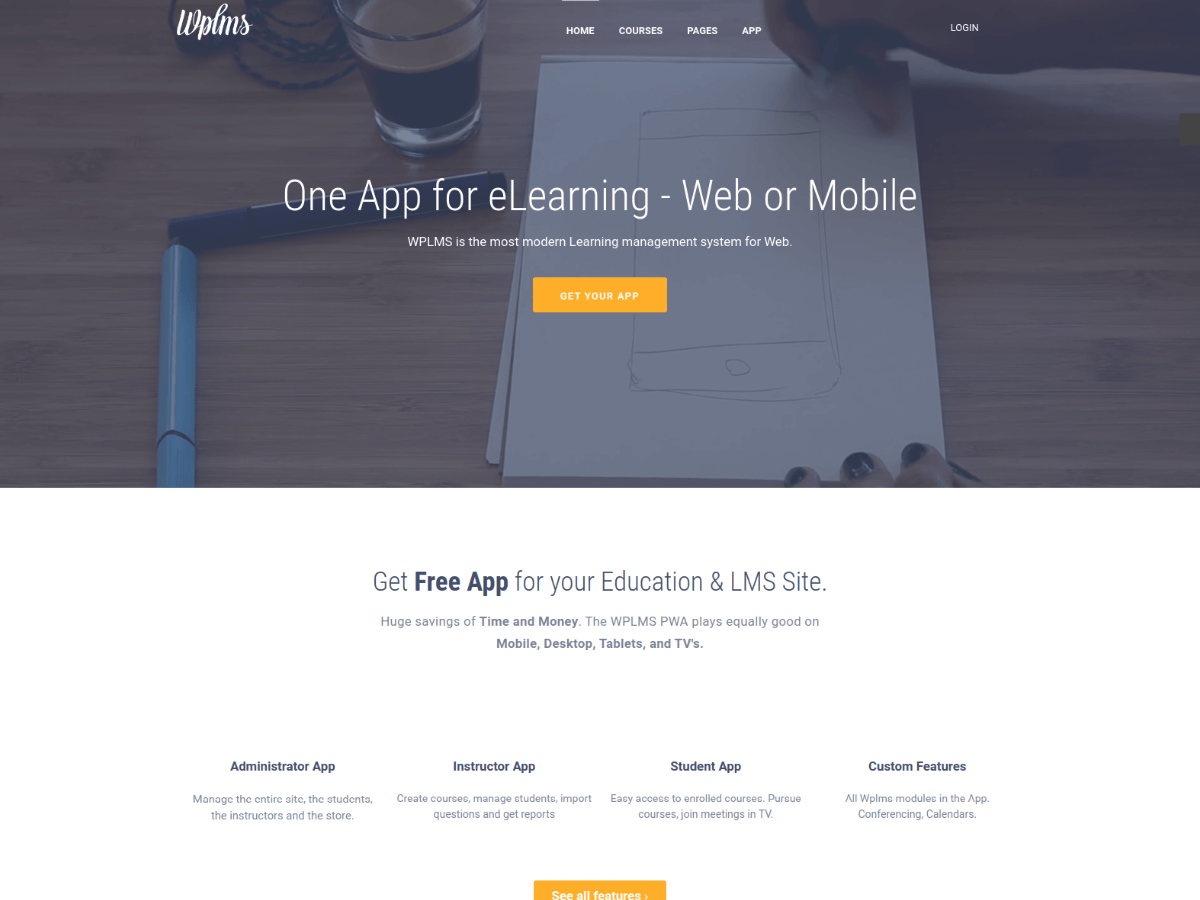 Wplms
HOME COURSES PAGES APP
LOGIN
One App for eLearning - Web or Mobile
WPLMS is the most modern Learning management system for Web.
GET YOUR APP
Get Free App for your Education & LMS Site.
Huge savings of Time and Money. The WPLMS PWA plays equally good on
Mobile, Desktop, Tablets, and TV's.
Administrator App
Manage the entire site, the students,
the instructors and the store.
Instructor App
Create courses, manage students, import
questions and get reports
Student App
Easy access to enrolled courses. Pursue
courses, join meetings in TV.
Custom Features
All Wplms modules in the App.
Conferencing, Calendars.
See all features ›